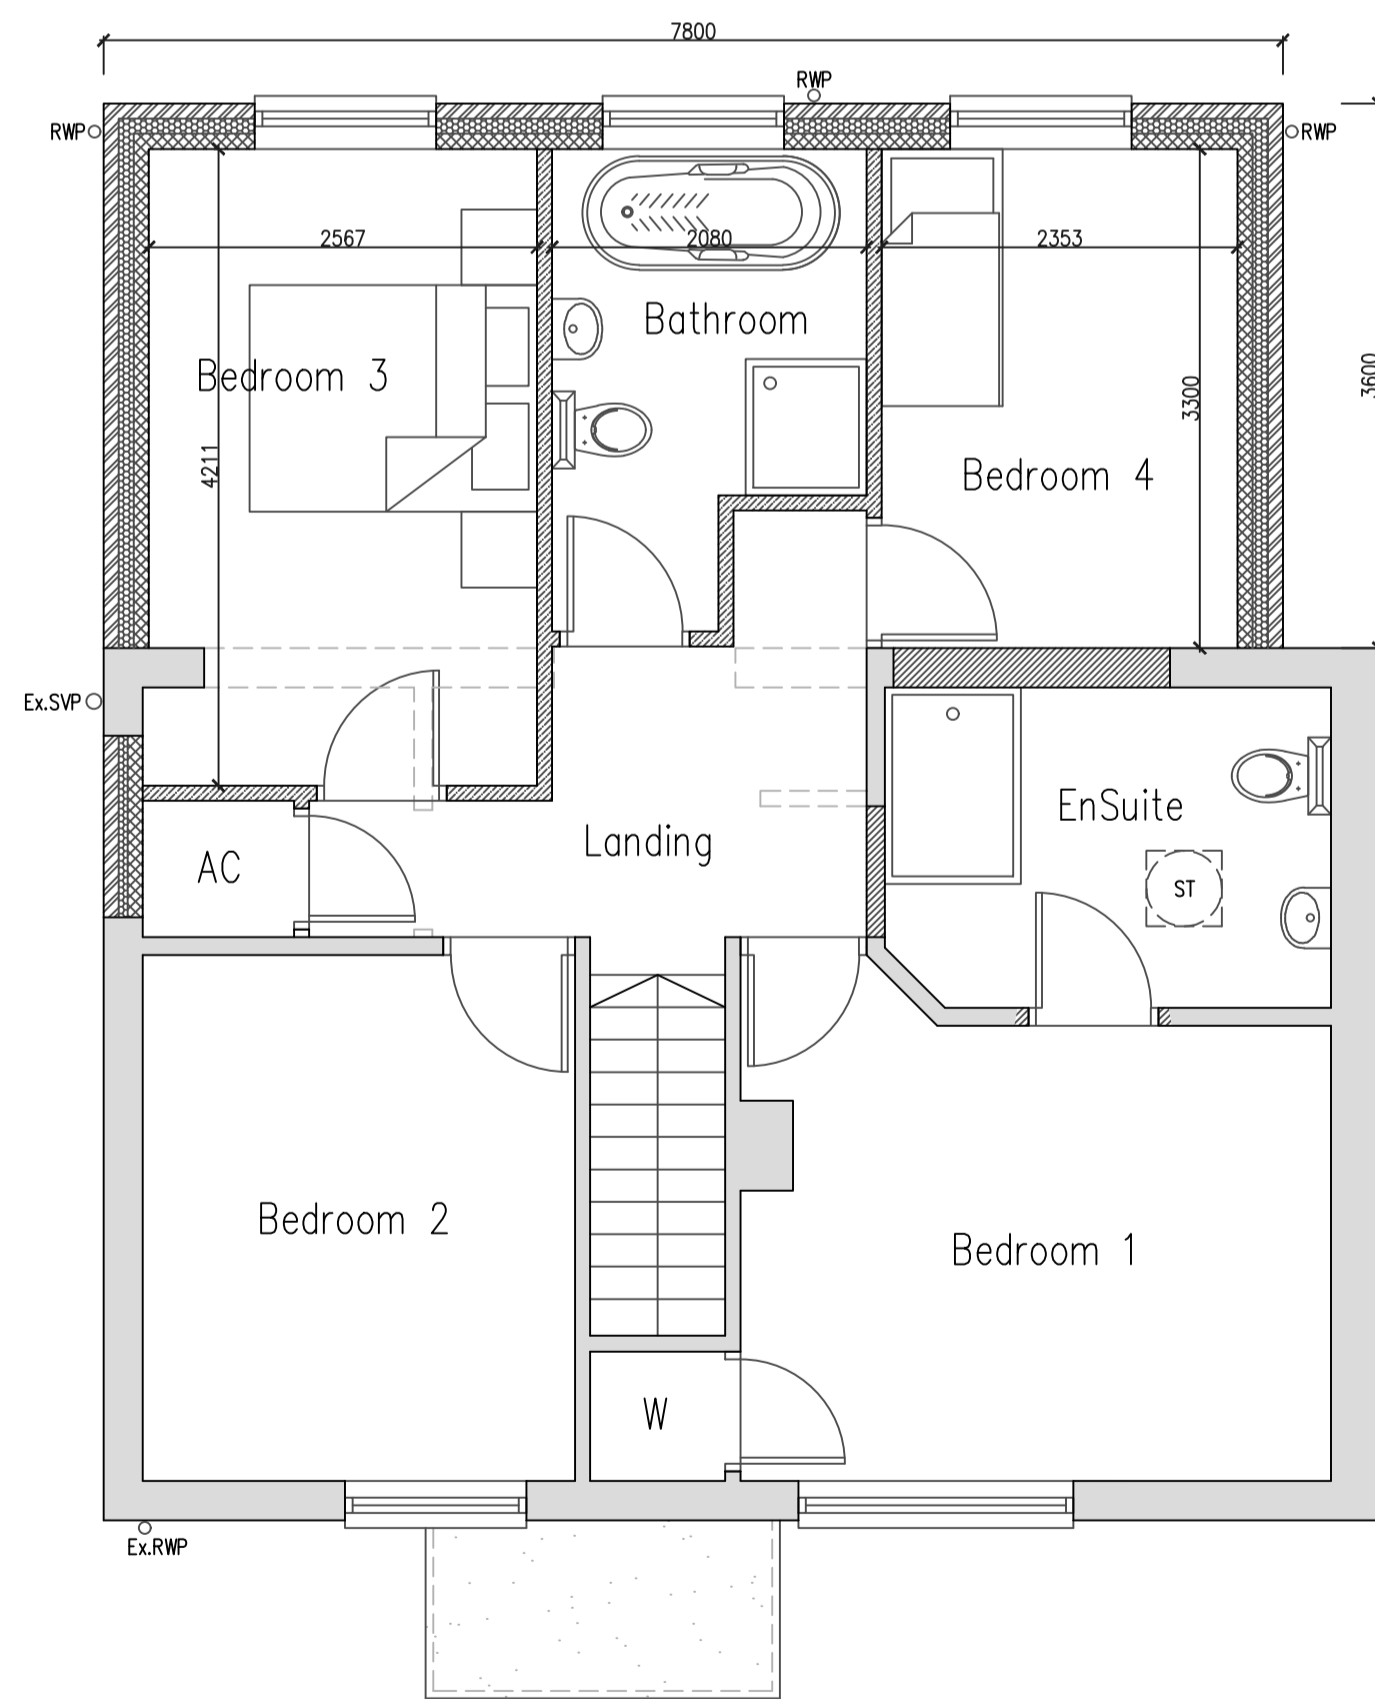 7800
RWP
RWP
RWP
2567
2080
2353
Bathroom
3600
Bedroom 3
3300
4211
Bedroom 4
Ex.SVP
EnSuite
Landing
AC
ST
Bedroom 2
Bedroom 1
W
Ex.RWP